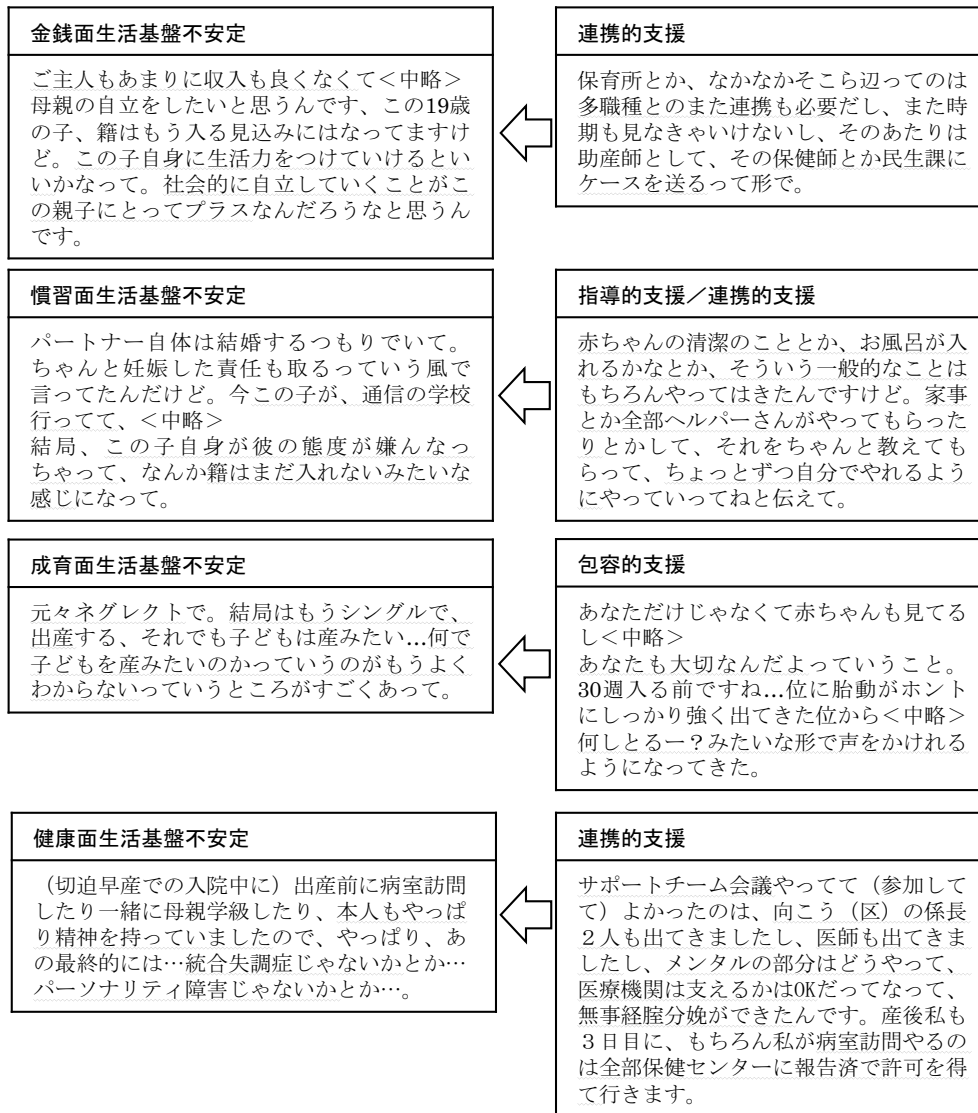 金銭面生活基盤不安定
ご主人もあまりに収入も良くなくて＜中略＞
母親の自立をしたいと思うんです、この19歳
の子、籍はもう入る見込みにはなってますけ
ど。この子自身に生活力をつけていけるとい
いかなって。社会的に自立していくことがこ
の親子にとってプラスなんだろうなと思うん
です。
連携的支援
保育所とか、なかなかそこら辺ってのは
多職種とのまた連携も必要だし、また時
期も見なきゃいけないし、そのあたりは
助産師として、その保健師とか民生課に
ケースを送るって形で。
慣習面生活基盤不安定
パートナー自体は結婚するつもりでいて。
ちゃんと妊娠した責任も取るっていう風で
言ってたんだけど。今この子が、通信の学校
行ってて、＜中略＞
結局、この子自身が彼の態度が嫌んなっ
ちゃって、なんか籍はまだ入れないみたいな
感じになって。
指導的支援／連携的支援
赤ちゃんの清潔のこととか、お風呂が入
れるかなとか、そういう一般的なことは
もちろんやってはきたんですけど。家事
とか全部ヘルパーさんがやってもらった
りとかして、それをちゃんと教えても
らって、ちょっとずつ自分でやれるよう
にやっていってねと伝えて。
成育面生活基盤不安定
元々ネグレクトで。結局はもうシングルで、
出産する、それでも子どもは産みたい…何で
子どもを産みたいのかっていうのがもうよく
わからないっていうところがすごくあって。
包容的支援
あなただけじゃなくて赤ちゃんも見てる
し＜中略＞
あなたも大切なんだよっていうこと。
30週入る前ですね…位に胎動がホント
にしっかり強く出てきた位から＜中略＞
何しとるー？みたいな形で声をかけれる
ようになってきた。
健康面生活基盤不安定
（切迫早産での入院中に）出産前に病室訪問
したり一緒に母親学級したり、本人もやっぱ
り精神を持っていましたので、やっぱり、あ
の最終的には…統合失調症じゃないかとか…
パーソナリティ障害じゃないかとか…。
連携的支援
サポートチーム会議やってて（参加して
て）よかったのは、向こう（区）の係長
２人も出てきましたし、医師も出てきま
したし、メンタルの部分はどうやって、
医療機関は支えるかはOKだってなって、
無事経腟分娩ができたんです。産後私も
３日目に、もちろん私が病室訪問やるの
は全部保健センターに報告済で許可を得
て行きます。